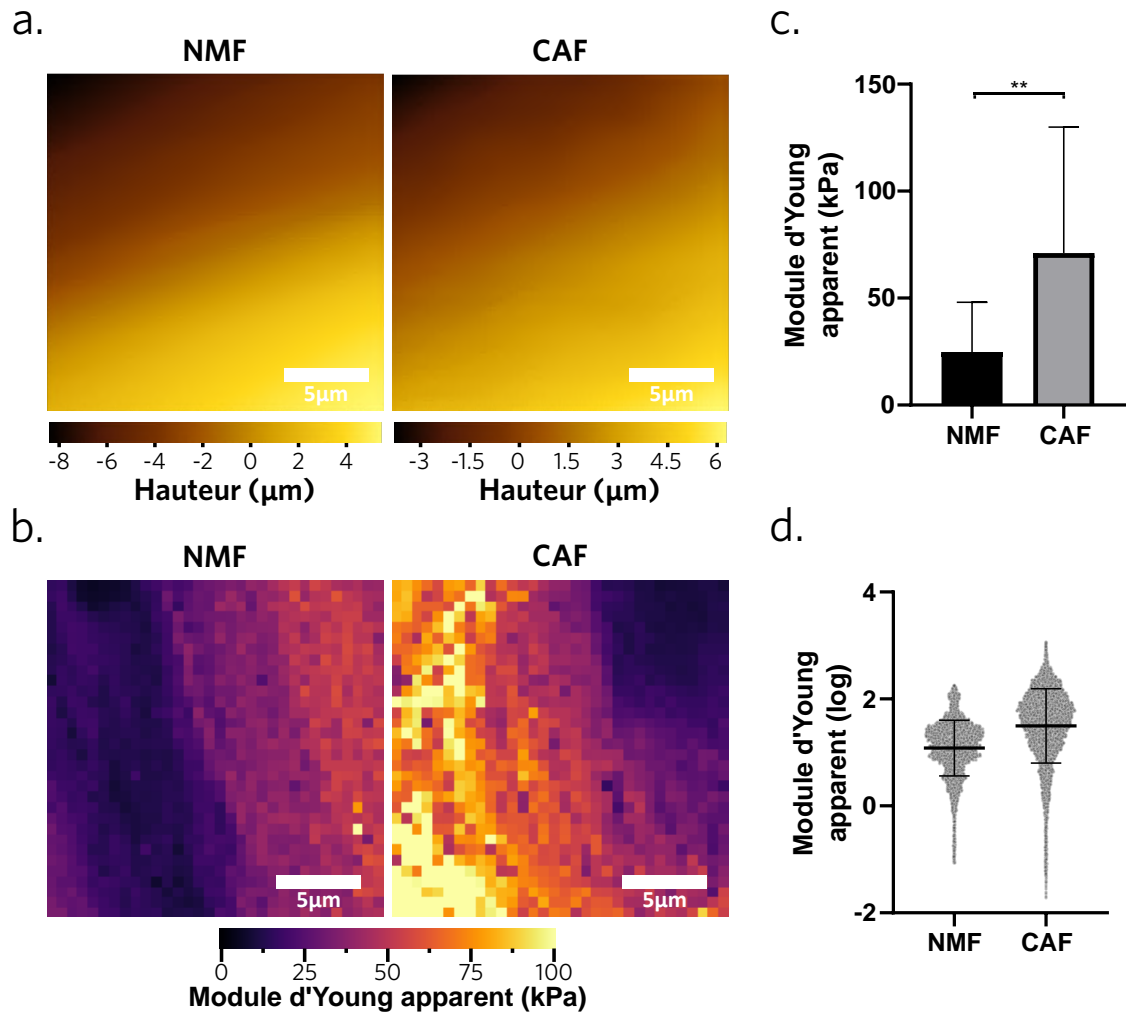 a.
NMF
CAF
5µm
5µm
-8 -6 -4 -2 0 2 4
Hauteur (µm)
-3 -1.5 0 1.5 3 4.5 6
Hauteur (µm)
b.
NMF
CAF
5µm
5µm
0 25 50 75 100
Module d'Young apparent (kPa)
c.
Module d'Young
apparent (kPa)
150
100
50
0
**
NMF CAF
d.
Module d'Young
apparent (log)
4
2
0
-2
NMF CAF